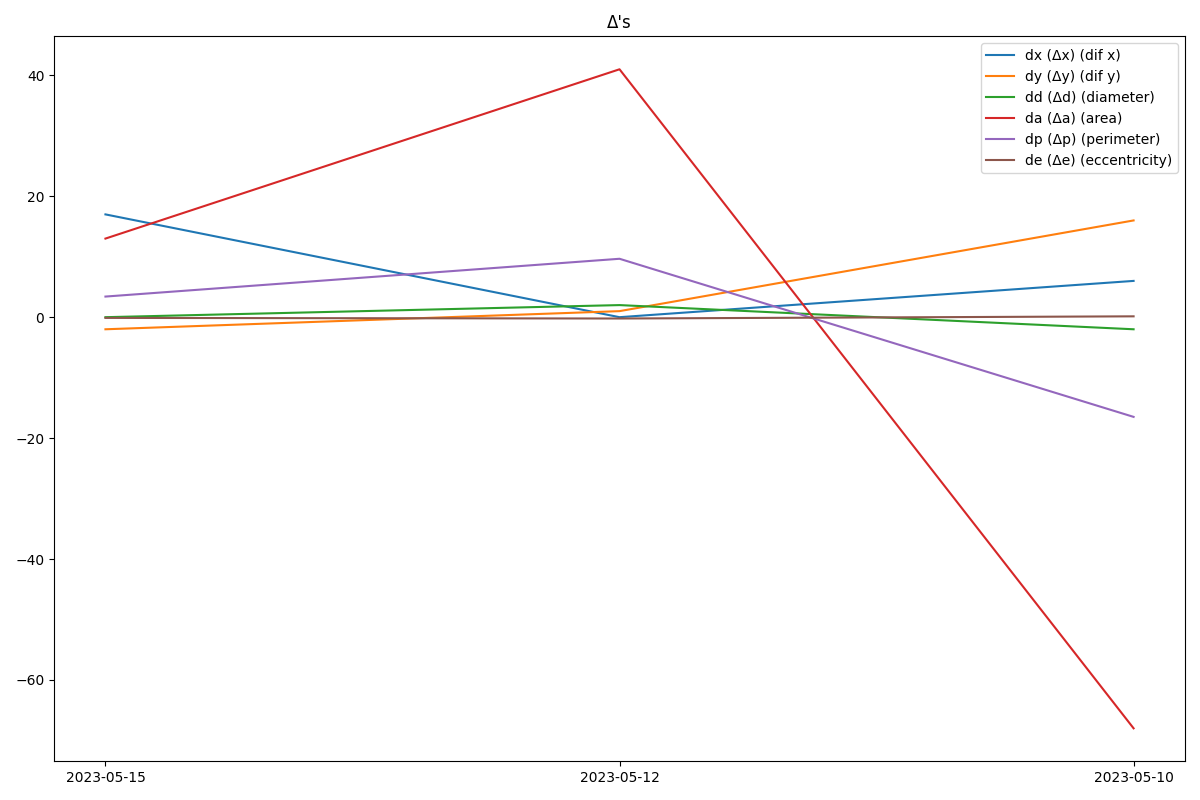 Δ's
dx (Δx) (dif x)
dy (Δy) (dif y)
dd (Δd) (diameter)
da (Δa) (area)
dp (Δp) (perimeter)
de (Δe) (eccentricity)
40
20
0
−20
−40
−60
2023-05-15 2023-05-12 2023-05-10